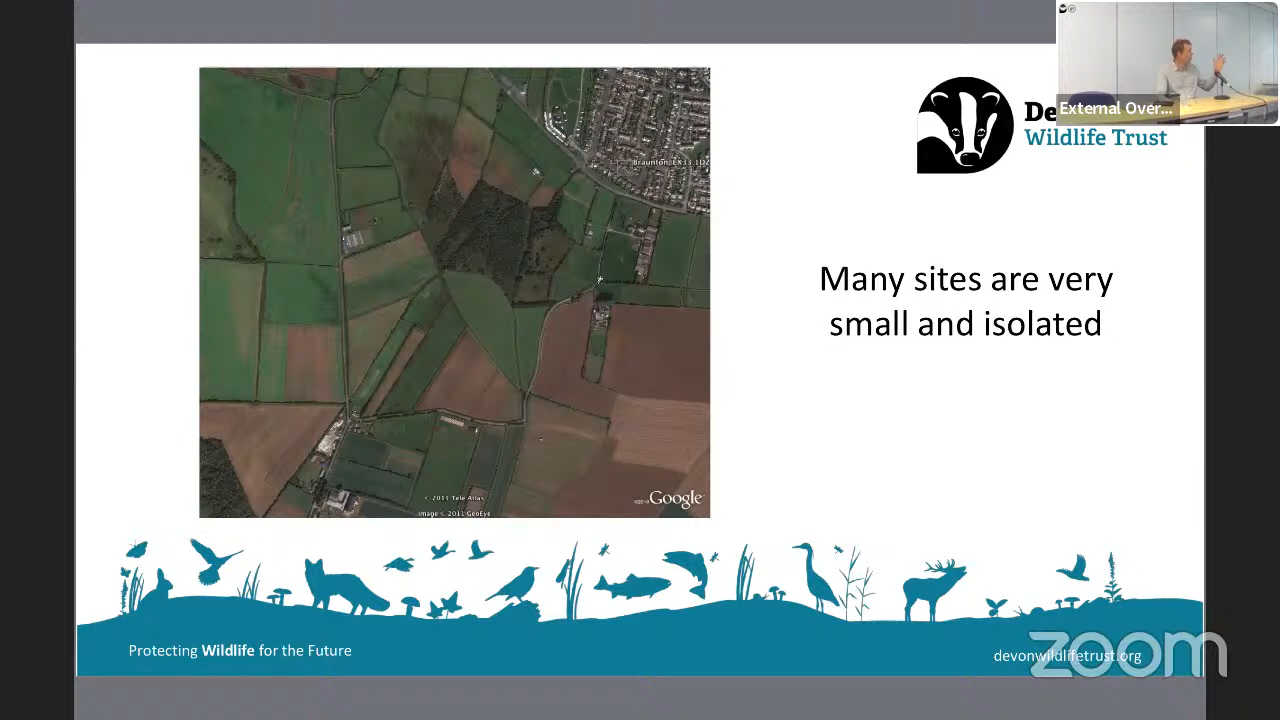 External Over...
De
Wildlife Trust
Braunton EX33 1DZ
Many sites are very
small and isolated
© 2011 Tele Atlas
Image © 2011 GeoEye
Google
Protecting Wildlife for the Future
devonwildlifetrust.org
zoom